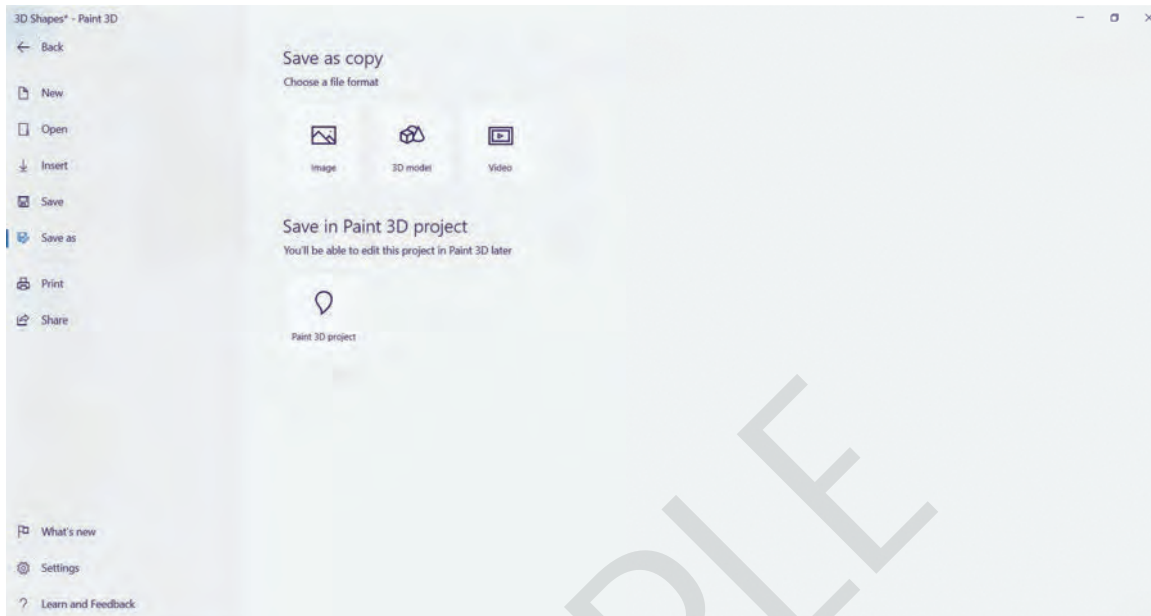 3D Shapes* - Paint 3D
Back
New
Open
Insert
Save
Save as
Print
Share
What's new
Settings
? Learn and Feedback
Save as copy
Choose a file format
Image
3D model
Video
Save in Paint 3D project
You'll be able to edit this project in Paint 3D later
Paint 3D project
PLE